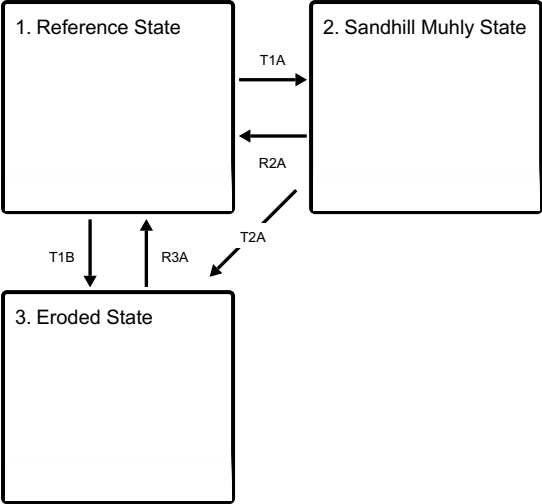 1. Reference State
2. Sandhill Muhly State
T1A
R2A
T2A
T1B
R3A
3. Eroded State